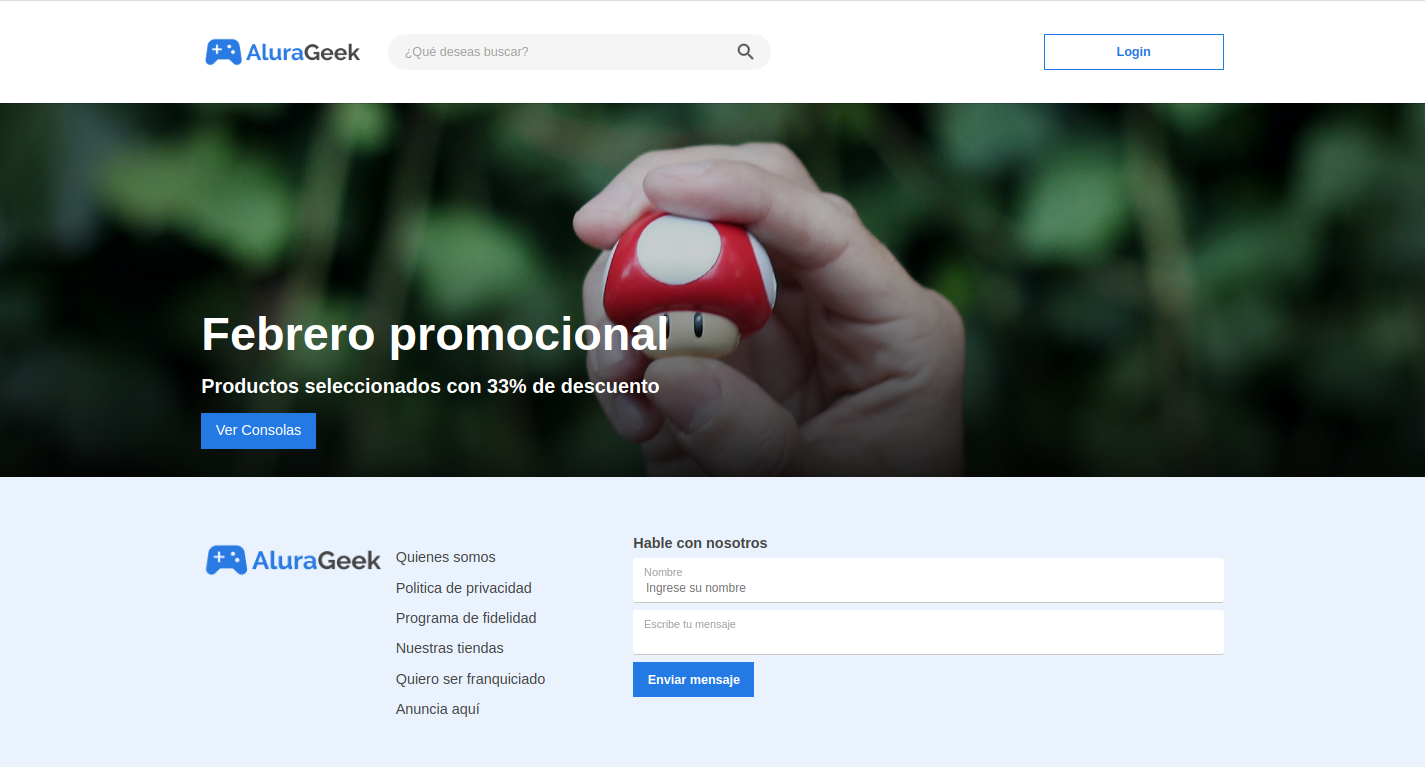 AluraGeek
¿Qué deseas buscar?
Login
Febrero promocional
Productos seleccionados con 33% de descuento
Ver Consolas
AluraGeek
Quienes somos
Politica de privacidad
Programa de fidelidad
Nuestras tiendas
Quiero ser franquiciado
Anuncia aquí
Hable con nosotros
Nombre
Ingrese su nombre
Escribe tu mensaje
Enviar mensaje